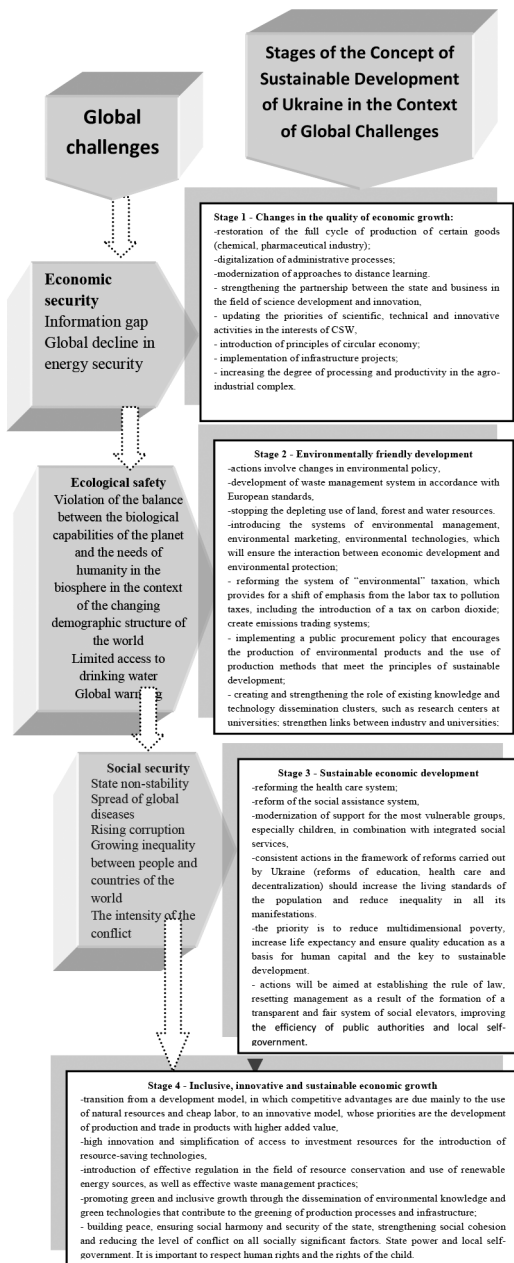 Global
challenges
Stages of the Concept of
Sustainable Development
of Ukraine in the Context
of Global Challenges
Economic
security
Information gap
Global decline in
energy security
Stage 1 - Changes in the quality of economic growth:
-restoration of the full cycle of production of certain goods
(chemical, pharmaceutical industry);
-digitalization of administrative processes;
-modernization of approaches to distance learning.
- strengthening the partnership between the state and business in
the field of science development and innovation,
- updating the priorities of scientific, technical and innovative
activities in the interests of CSW,
- introduction of principles of circular economy;
- implementation of infrastructure projects;
- increasing the degree of processing and productivity in the agro-
industrial complex.
Ecological safety
Violation of the balance
between the biological
capabilities of the planet
and the needs of
humanity in the
biosphere in the context
of the changing
demographic structure of
the world
Limited access to
drinking water
Global warming
Stage 2 - Environmentally friendly development
-actions involve changes in environmental policy,
-development of waste management system in accordance with
European standards,
-stopping the depleting use of land, forest and water resources.
-introducing the systems of environmental management,
environmental marketing, environmental technologies, which
will ensure the interaction between economic development and
environmental protection;
- reforming the system of “environmental” taxation, which
provides for a shift of emphasis from the labor tax to pollution
taxes, including the introduction of a tax on carbon dioxide;
create emissions trading systems;
- implementing a public procurement policy that encourages
the production of environmental products and the use of
production methods that meet the principles of sustainable
development;
- creating and strengthening the role of existing knowledge and
technology dissemination clusters, such as research centers at
universities; strengthen links between industry and universities;
Social security
State non-stability
Spread of global
diseases
Rising corruption
Growing inequality
between people and
countries of the
world
The intensity of the
conflict
Stage 3 - Sustainable economic development
-reforming the health care system;
-reform of the social assistance system,
-modernization of support for the most vulnerable groups,
especially children, in combination with integrated social
services,
-consistent actions in the framework of reforms carried out
by Ukraine (reforms of education, health care and
decentralization) should increase the living standards of
the population and reduce inequality in all its
manifestations.
-the priority is to reduce multidimensional poverty,
increase life expectancy and ensure quality education as a
basis for human capital and the key to sustainable
development.
- actions will be aimed at establishing the rule of law,
resetting management as a result of the formation of a
transparent and fair system of social elevators, improving
the efficiency of public authorities and local self-
government.
Stage 4 - Inclusive, innovative and sustainable economic growth
-transition from a development model, in which competitive advantages are due mainly to the use
of natural resources and cheap labor, to an innovative model, whose priorities are the development
of production and trade in products with higher added value,
-high innovation and simplification of access to investment resources for the introduction of
resource-saving technologies,
-introduction of effective regulation in the field of resource conservation and use of renewable
energy sources, as well as effective waste management practices;
-promoting green and inclusive growth through the dissemination of environmental knowledge and
green technologies that contribute to the greening of production processes and infrastructure;
- building peace, ensuring social harmony and security of the state, strengthening social cohesion
and reducing the level of conflict on all socially significant factors. State power and local self-
government. It is important to respect human rights and the rights of the child.